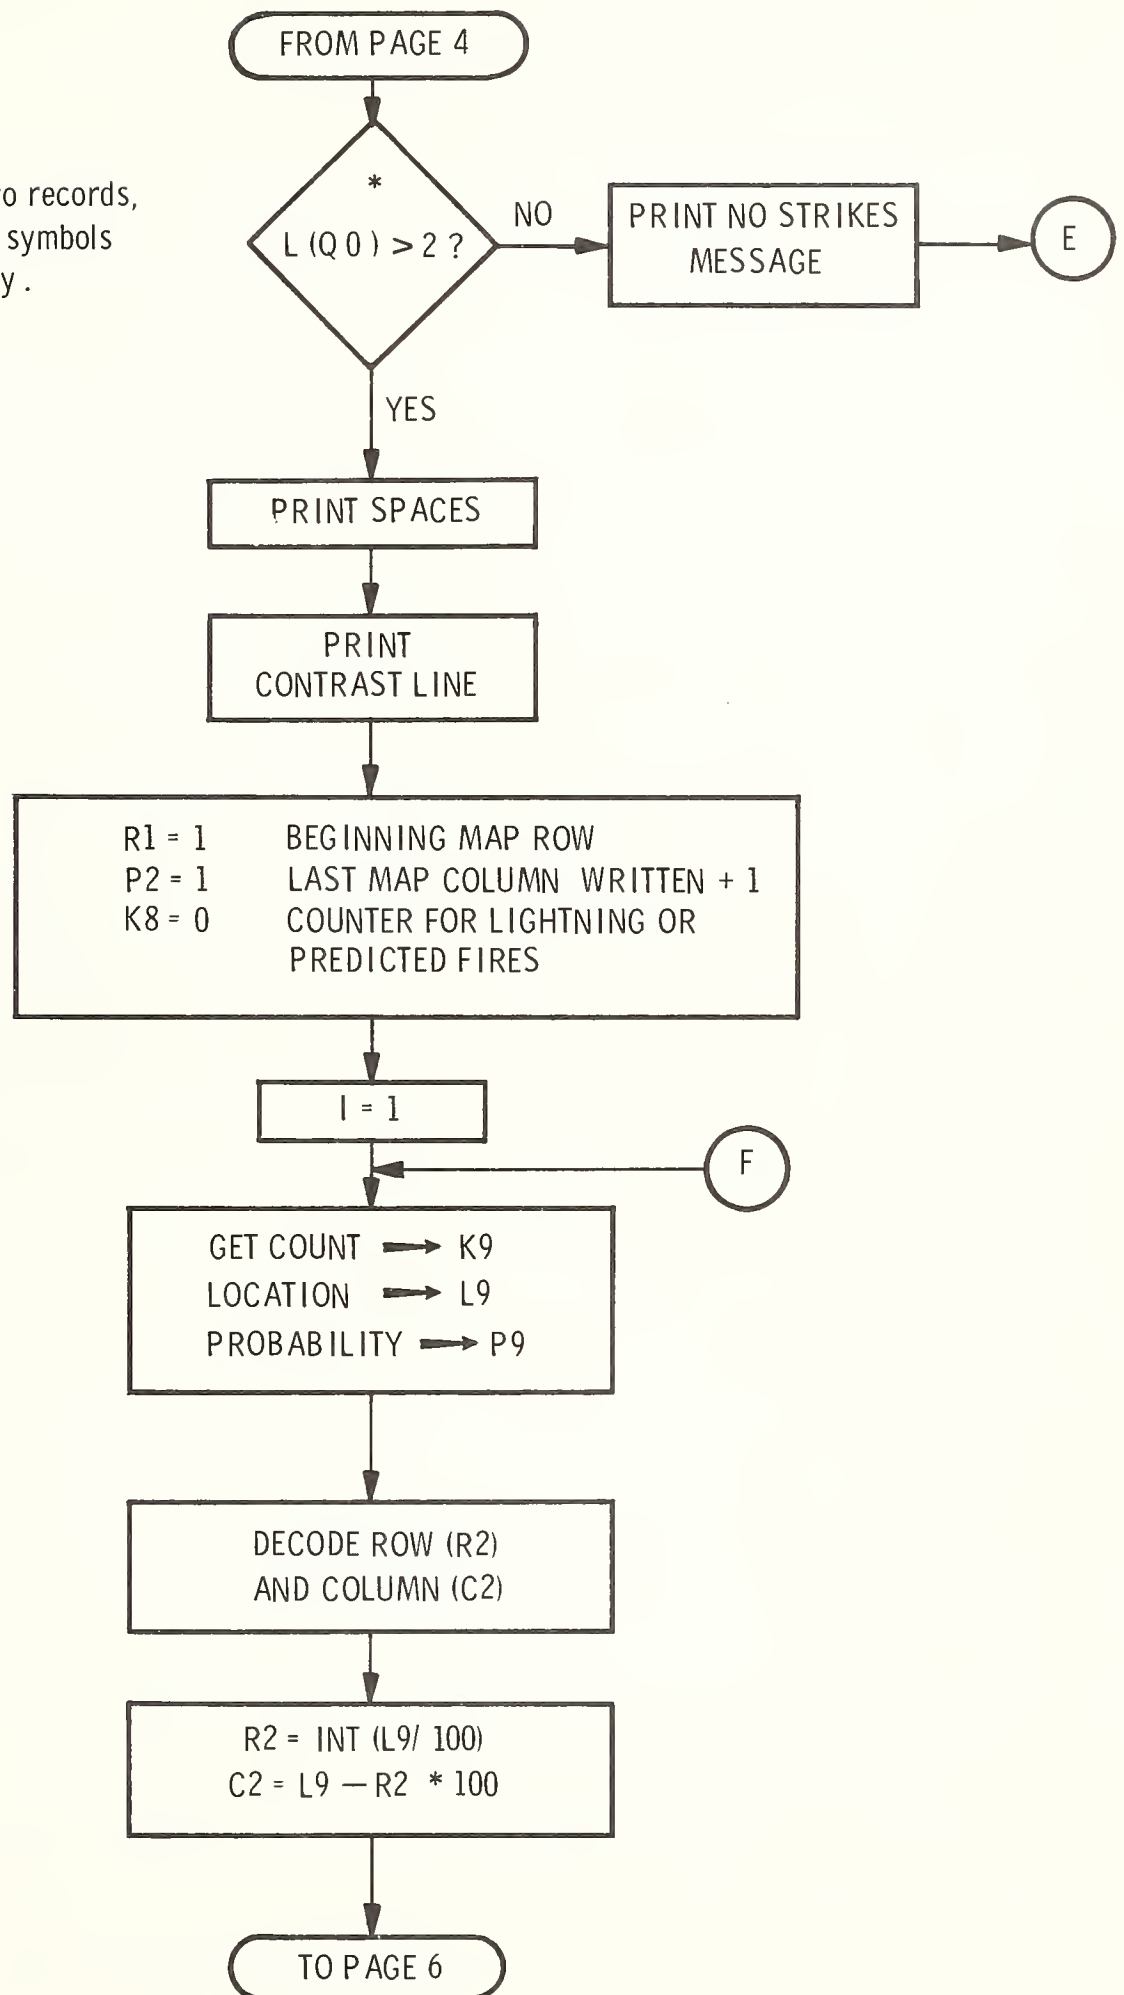 FROM PAGE 4
records,
symbols
*
L (Q 0) > 2 ?
NO
PRINT NO STRIKES
MESSAGE
E
YES
PRINT SPACES
PRINT
CONTRAST LINE
R1 = 1 BEGINNING MAP ROW
P2 = 1 LAST MAP COLUMN WRITTEN + 1
K8 = 0 COUNTER FOR LIGHTNING OR
PREDICTED FIRES
I = 1
F
GET COUNT → K9
LOCATION → L9
PROBABILITY → P9
DECODE ROW (R2)
AND COLUMN (C2)
R2 = INT (L9/ 100)
C2 = L9 — R2 * 100
TO PAGE 6